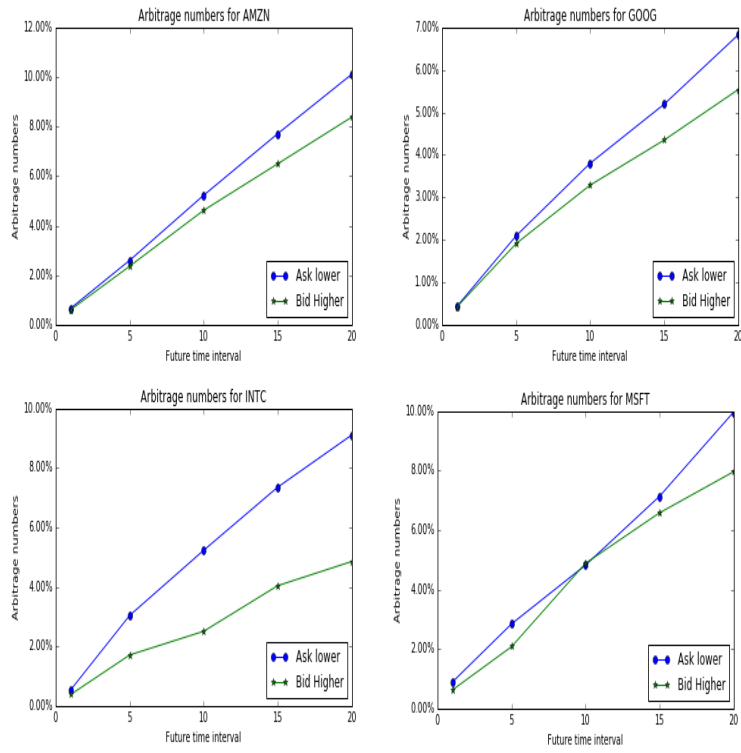 Arbitrage numbers for AMZN
12.00%
10.00%
8.00%
6.00%
4.00%
2.00%
0.00%
Arbitrage numbers
Ask lower
Bid Higher
0 5 10 15 20
Future time interval
Arbitrage numbers for GOOG
7.00%
6.00%
5.00%
4.00%
3.00%
2.00%
1.00%
0.00%
Arbitrage numbers
Ask lower
Bid Higher
0 5 10 15 20
Future time interval
Arbitrage numbers for INTC
10.00%
8.00%
6.00%
4.00%
2.00%
0.00%
Arbitrage numbers
Ask lower
Bid Higher
0 5 10 15 20
Future time interval
Arbitrage numbers for MSFT
10.00%
8.00%
6.00%
4.00%
2.00%
0.00%
Arbitrage numbers
Ask lower
Bid Higher
0 5 10 15 20
Future time interval